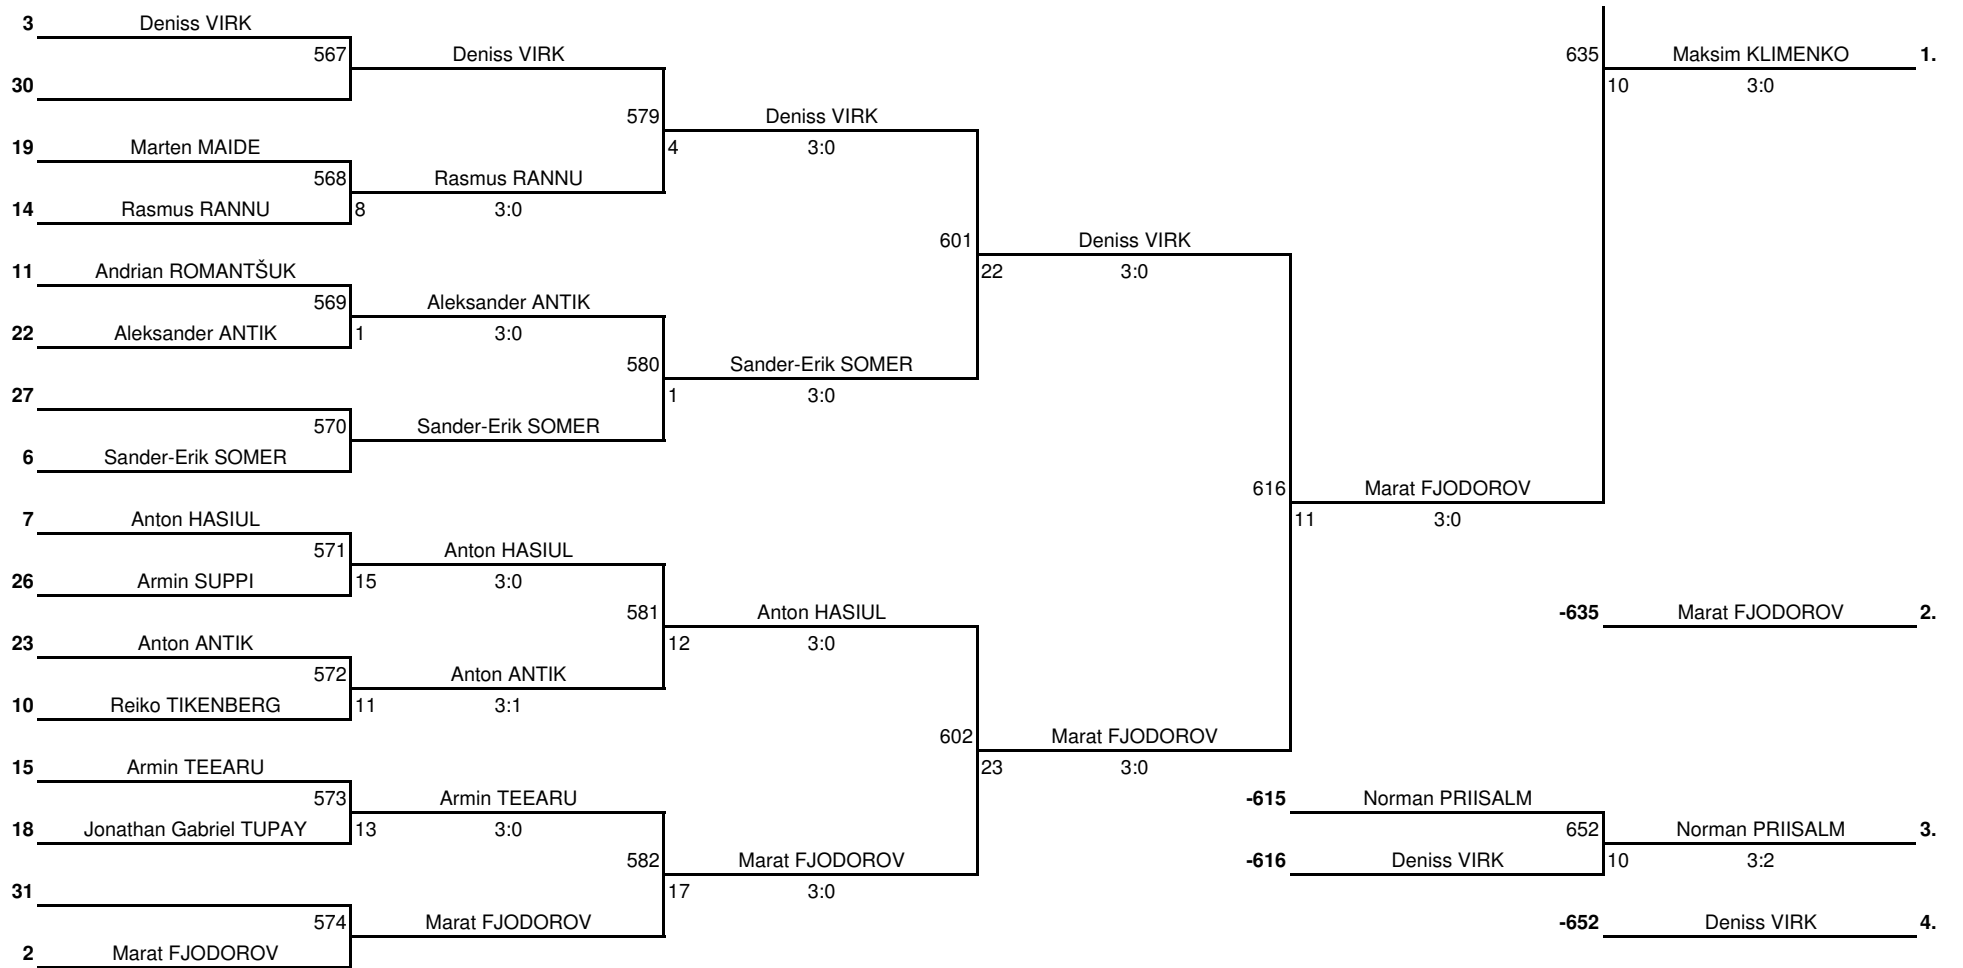 3 Deniss VIRK
635 Maksim KLIMENKO 1.
567 Deniss VIRK
30
10 3:0
579 Deniss VIRK
19 Marten MAIDE
4 3:0
568 Rasmus RANNU
14 Rasmus RANNU
8 3:0
601 Deniss VIRK
11 Andrian ROMANTŠUK
22 3:0
569 Aleksander ANTIK
22 Aleksander ANTIK
1 3:0
580 Sander-Erik SOMER
27
1 3:0
570 Sander-Erik SOMER
6 Sander-Erik SOMER
616 Marat FJODOROV
7 Anton HASIUL
11 3:0
571 Anton HASIUL
26 Armin SUPPI
15 3:0
581 Anton HASIUL
-635 Marat FJODOROV 2.
23 Anton ANTIK
12 3:0
572 Anton ANTIK
10 Reiko TIKENBERG
11 3:1
602 Marat FJODOROV
15 Armin TEEARU
23 3:0
573 Armin TEEARU
-615 Norman PRIISALM
18 Jonathan Gabriel TUPAY
13 3:0
652 Norman PRIISALM 3.
582 Marat FJODOROV
-616 Deniss VIRK
10 3:2
31
17 3:0
574 Marat FJODOROV
-652 Deniss VIRK 4.
2 Marat FJODOROV